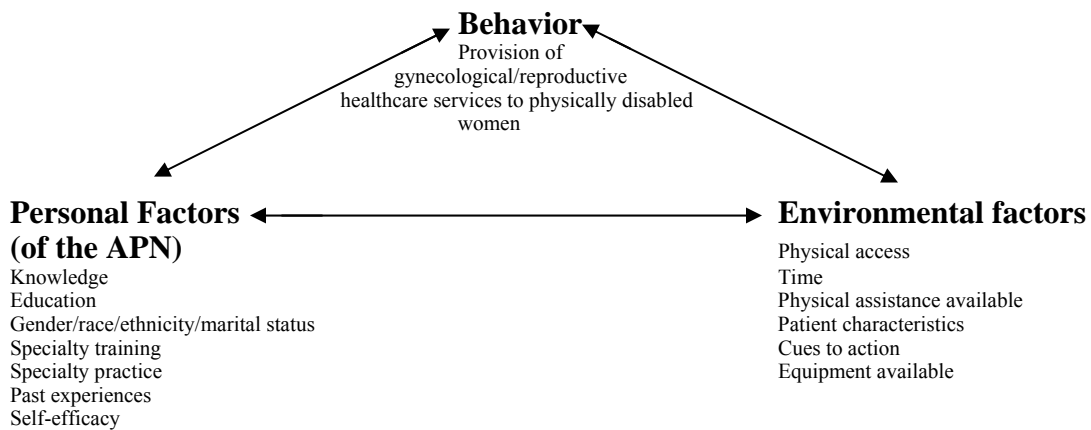 Behavior
Provision of
gynecological/reproductive
healthcare services to physically disabled
women
Personal Factors
(of the APN)
Knowledge
Education
Gender/race/ethnicity/marital status
Specialty training
Specialty practice
Past experiences
Self-efficacy
Environmental factors
Physical access
Time
Physical assistance available
Patient characteristics
Cues to action
Equipment available